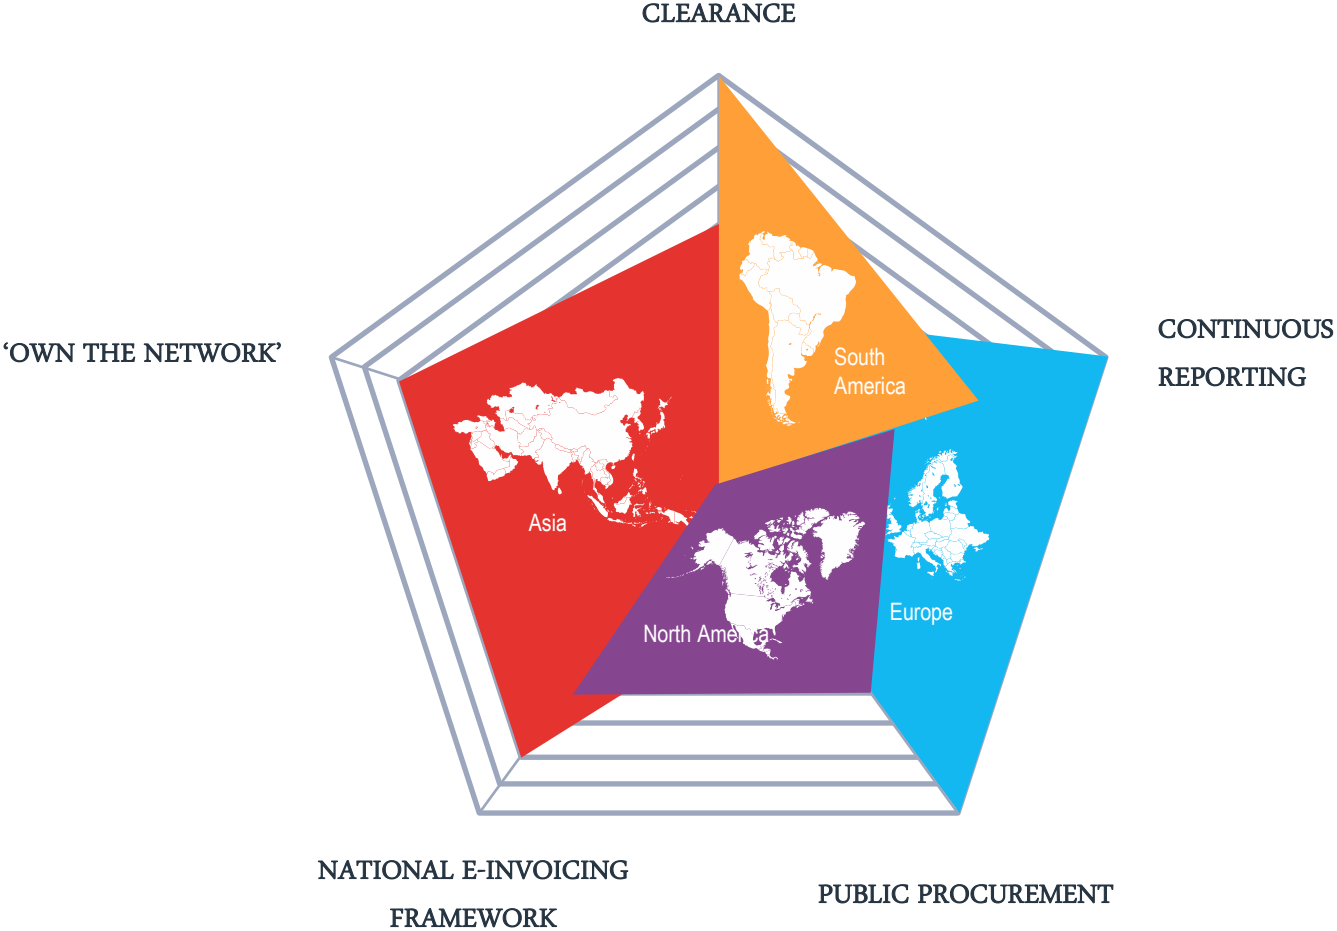 CLEARANCE
‘OWN THE NETWORK’
CONTINUOUS
REPORTING
South
America
Asia
North America
Europe
NATIONAL E-INVOICING
FRAMEWORK
PUBLIC PROCUREMENT